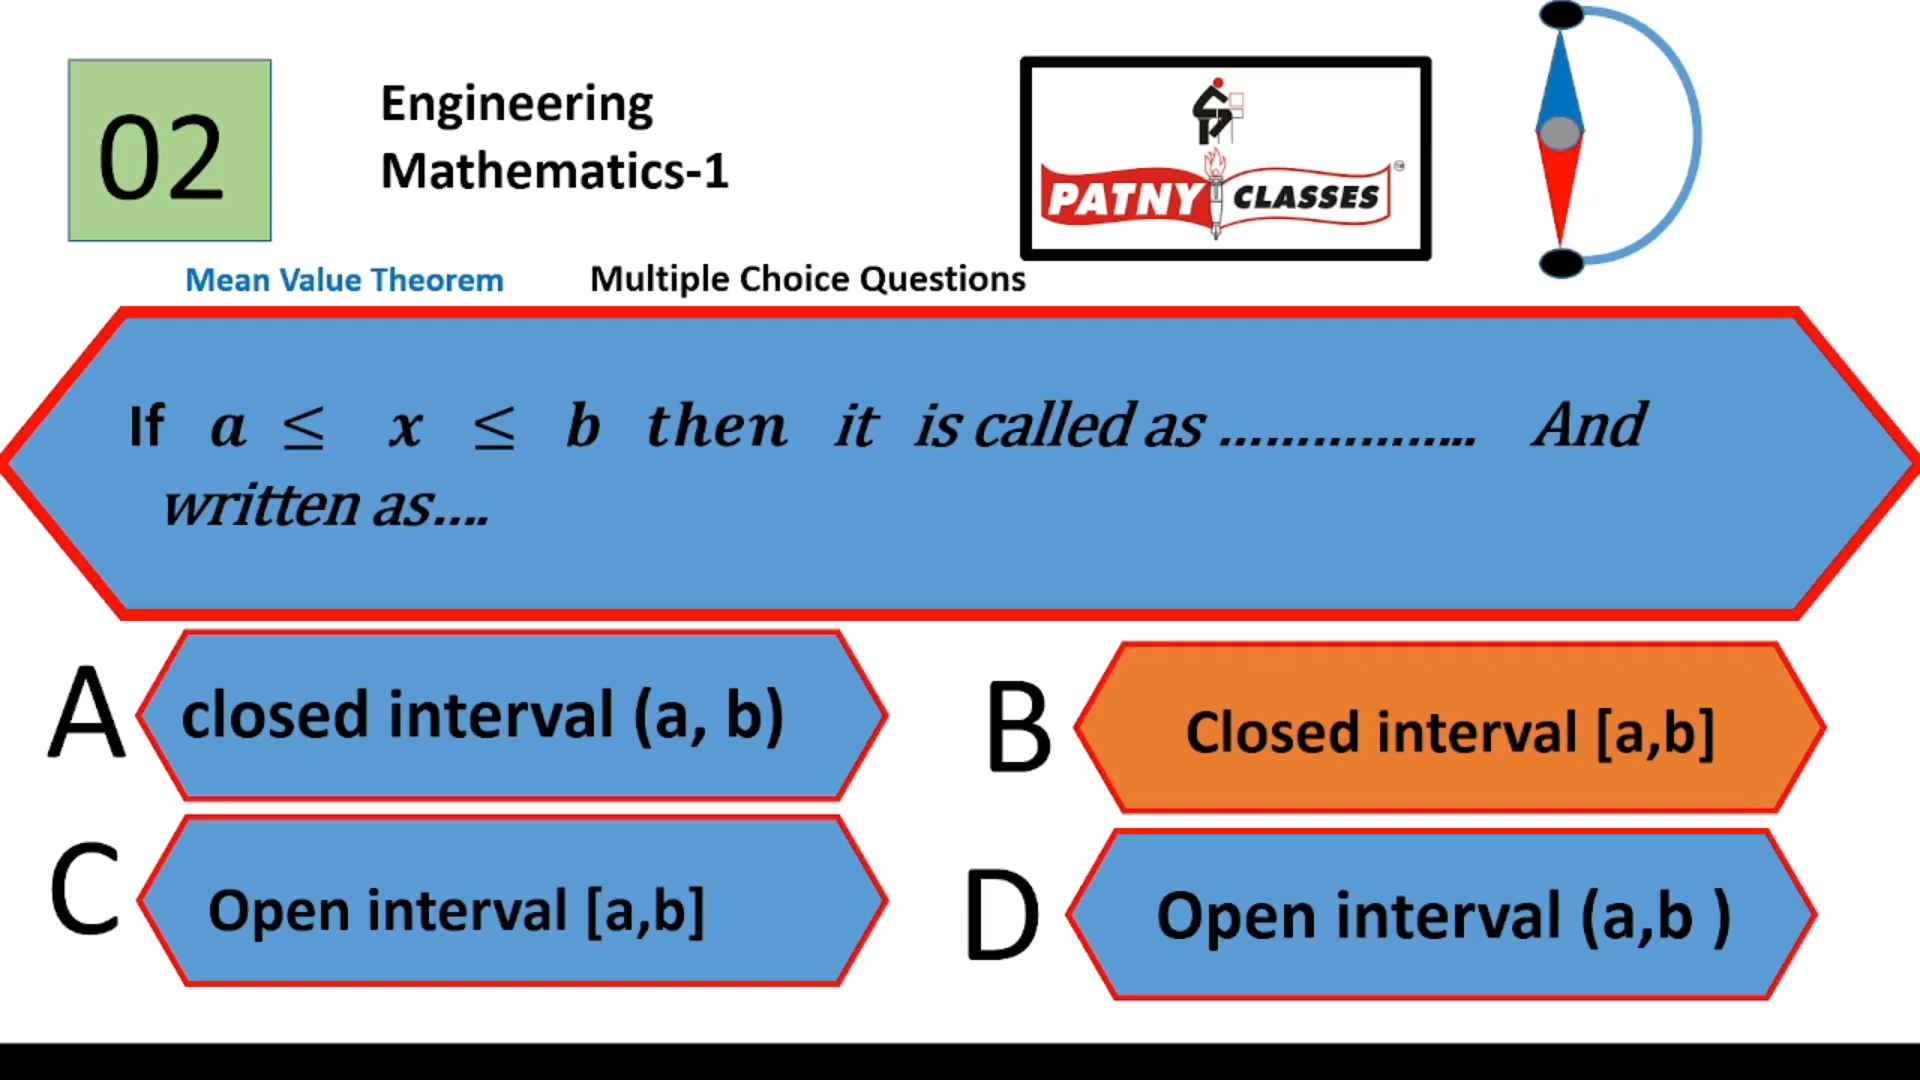 02
Engineering
Mathematics-1
PATNY CLASSES ™
Mean Value Theorem
Multiple Choice Questions
If a ≤ x ≤ b then it is called as ................. And
written as....
A
closed interval (a, b)
B
Closed interval [a,b]
C
Open interval [a,b]
D
Open interval (a,b )